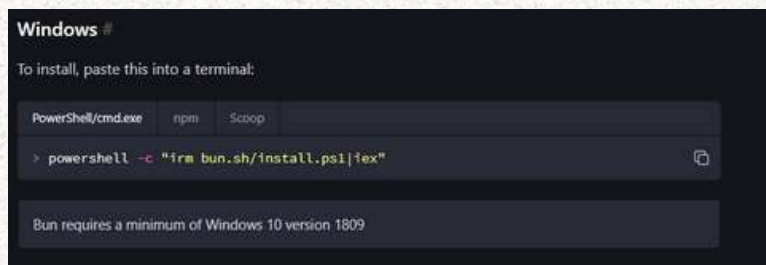 Windows #
To install, paste this into a terminal:
PowerShell/cmd.exe npm Scoop
> powershell -c "irm bun.sh/install.ps1|iex"
Bun requires a minimum of Windows 10 version 1809